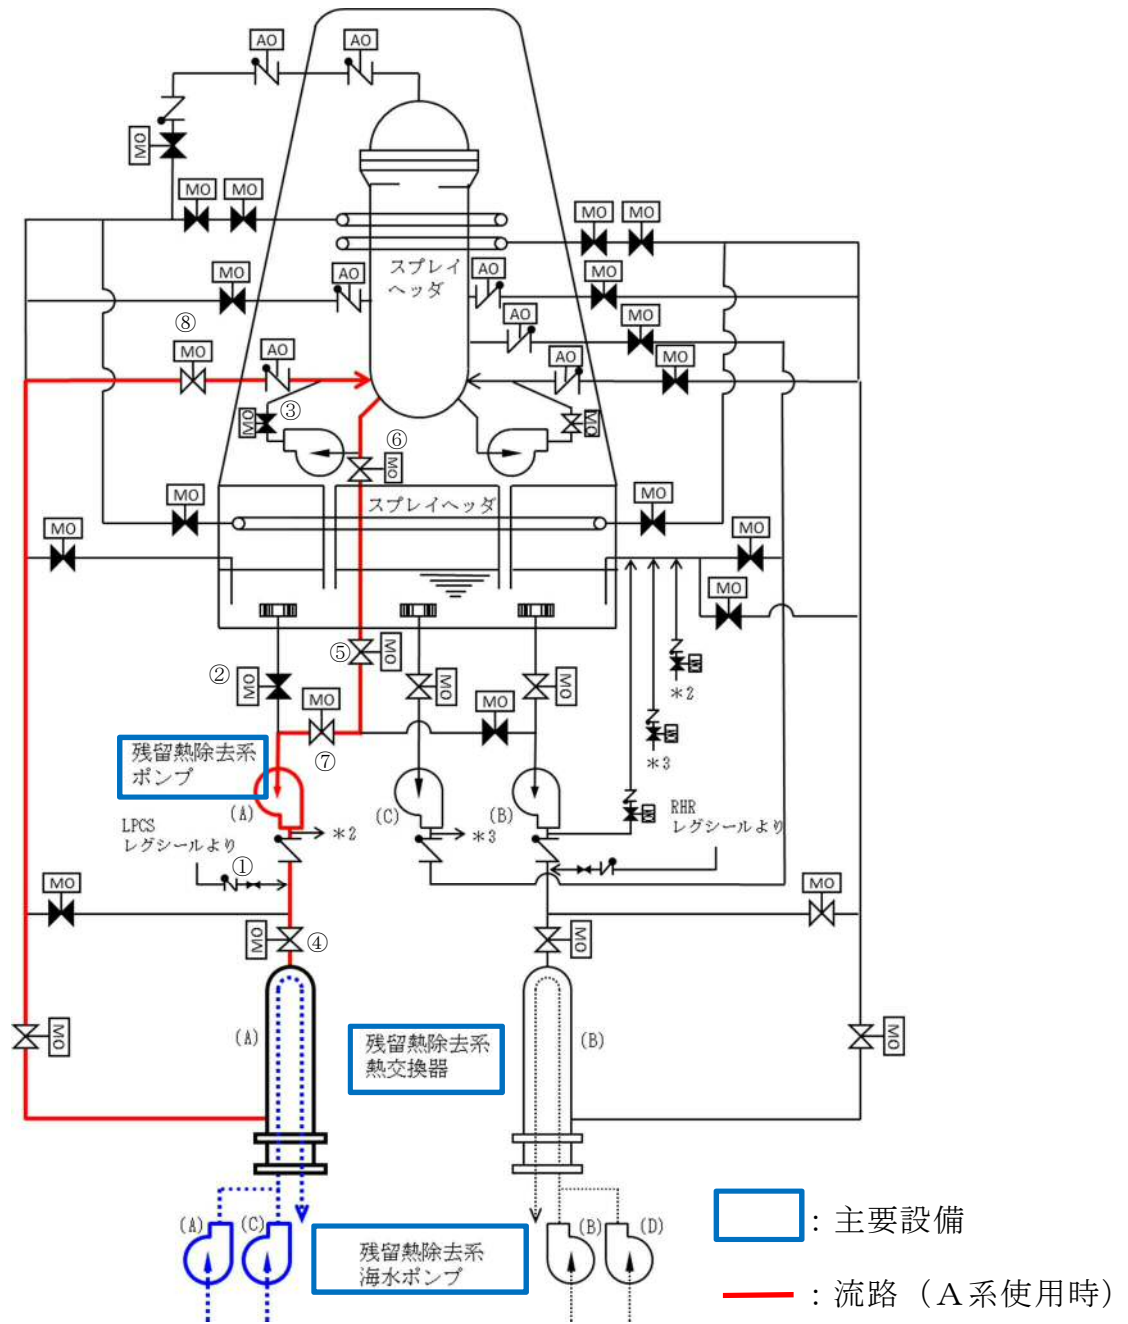 AO
AO
MO
MO
MO
MO
MO
スプレイ
ヘッダ
MO
AO
AO
MO
⑧
MO
AO
AO
MO
AO
MO
③
MO
MO
⑥
MO
MO
スプレイヘッダ
MO
MO
MO
MO
②
MO
⑤
MO
MO
MO
＊2
MO
MO
⑦
＊3
残留熱除去系
ポンプ
(A)
(C)
(B)
＊2
＊3
LPCS
レグシールより
RHR
レグシールより
①
MO
MO
MO
④
MO
MO
(A)
残留熱除去系
熱交換器
(B)
MO
(A)
(C)
残留熱除去系
海水ポンプ
(B)
(D)
：主要設備
：流路（Ａ系使用時）